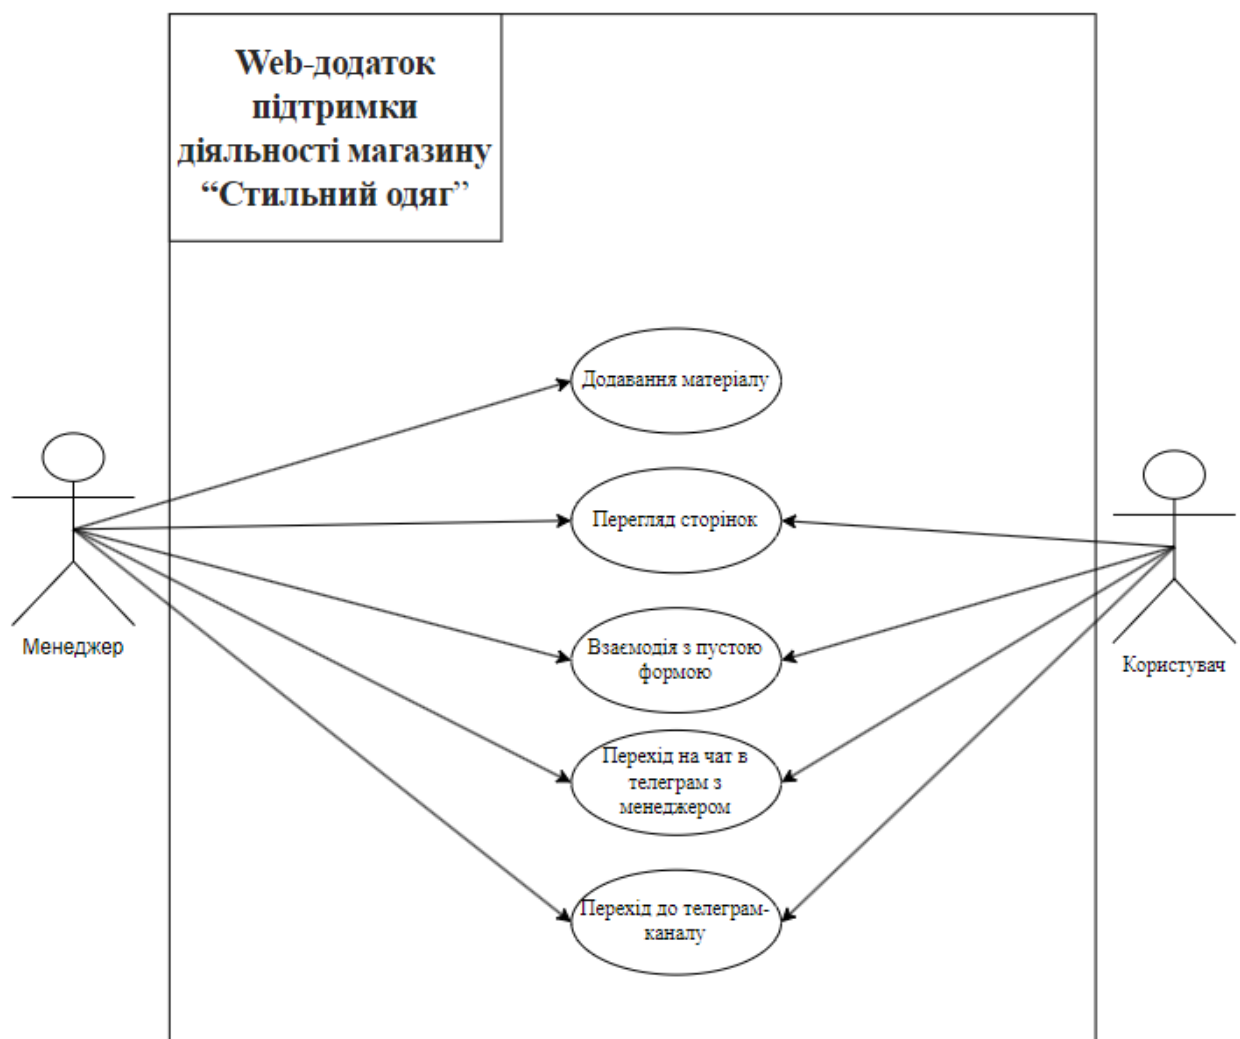 Web-додаток
підтримки
діяльності магазину
“Стильний одяг”
Додавання матеріалу
Перегляд сторінок
Менеджер
Взаємодія з пустою
формою
Користувач
Перехід на чат в
телеграм з
менеджером
Перехід до телеграм-
каналу